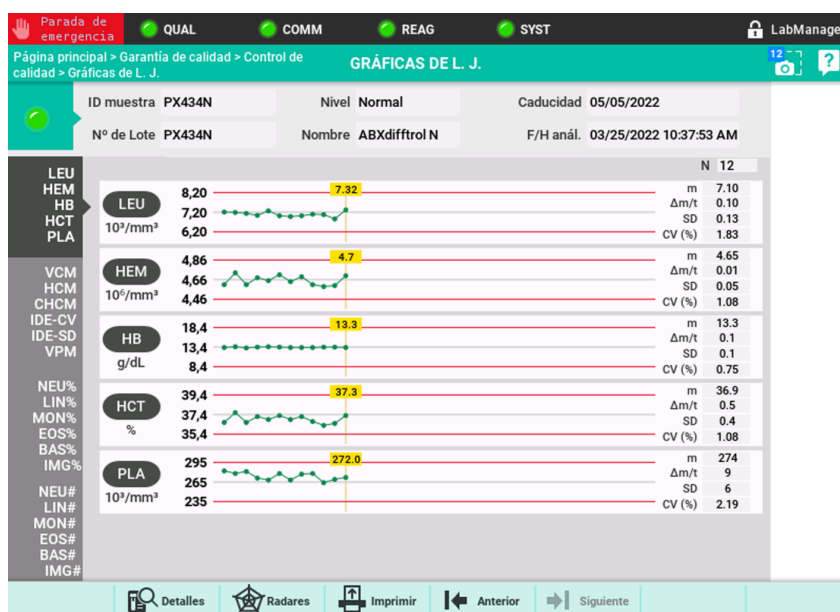 Parada de
emergencia
QUAL
COMM
REAG
SYST
LabManage
Página principal > Garantía de calidad > Control de
calidad > Gráficas de L. J.
GRÁFICAS DE L. J.
12
?
ID muestra PX434N
Nivel Normal
Caducidad 05/05/2022
Nº de Lote PX434N
Nombre ABXdifftrol N
F/H anál. 03/25/2022 10:37:53 AM
N 12
LEU
HEM
HB
HCT
PLA
VCM
HCM
CHCM
IDE-CV
IDE-SD
VPM
NEU%
LIN%
MON%
EOS%
BAS%
IMG%
NEU#
LIN#
MON#
EOS#
BAS#
IMG#
LEU
10³/mm³
8,20
7,20
6,20
7.32
m 7.10
Δm/t 0.10
SD 0.13
CV (%) 1.83
HEM
10⁶/mm³
4,86
4,66
4,46
4.7
m 4.65
Δm/t 0.01
SD 0.05
CV (%) 1.08
HB
g/dL
18,4
13,4
8,4
13.3
m 13.3
Δm/t 0.1
SD 0.1
CV (%) 0.75
HCT
%
39,4
37,4
35,4
37.3
m 36.9
Δm/t 0.5
SD 0.4
CV (%) 1.08
PLA
10³/mm³
295
265
235
272.0
m 274
Δm/t 9
SD 6
CV (%) 2.19
Detalles
Radares
Imprimir
Anterior
Siguiente